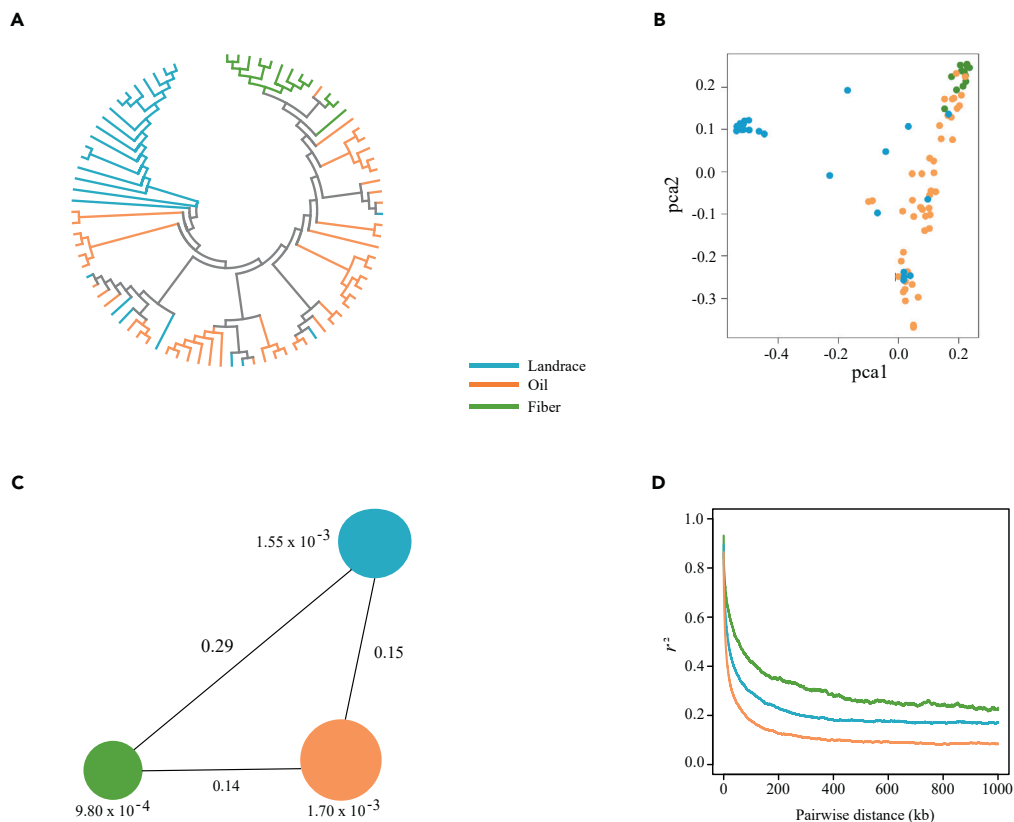 A
B
0.2
0.1
0.0
-0.1
-0.2
-0.3
pca2
-0.4
-0.2
0.0
0.2
pca1
Landrace
Oil
Fiber
C
1.55 x 10⁻³
0.29
0.15
0.14
9.80 x 10⁻⁴
1.70 x 10⁻³
D
1.0
0.8
0.6
0.4
0.2
0.0
r²
0
200
400
600
800
1000
Pairwise distance (kb)